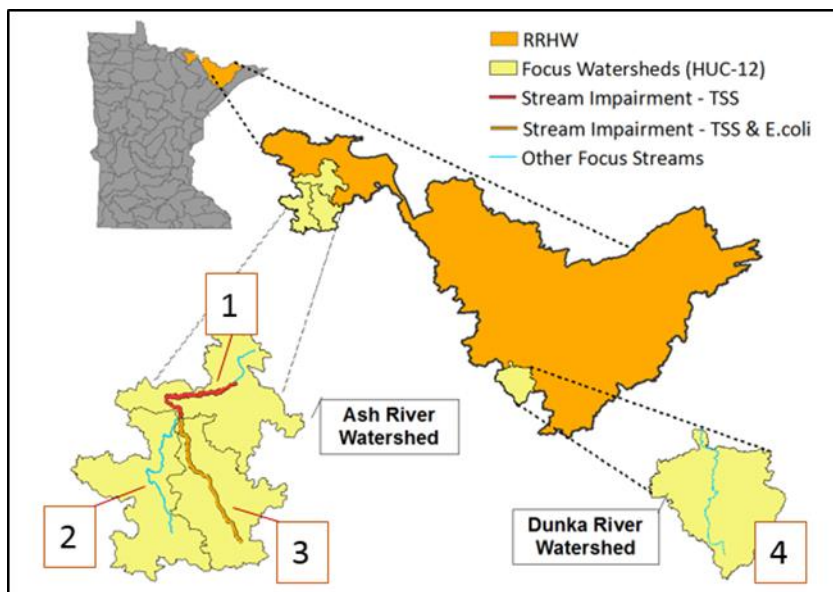 RRHW
Focus Watersheds (HUC-12)
Stream Impairment - TSS
Stream Impairment - TSS & E.coli
Other Focus Streams
1
Ash River
Watershed
2
3
Dunka River
Watershed
4